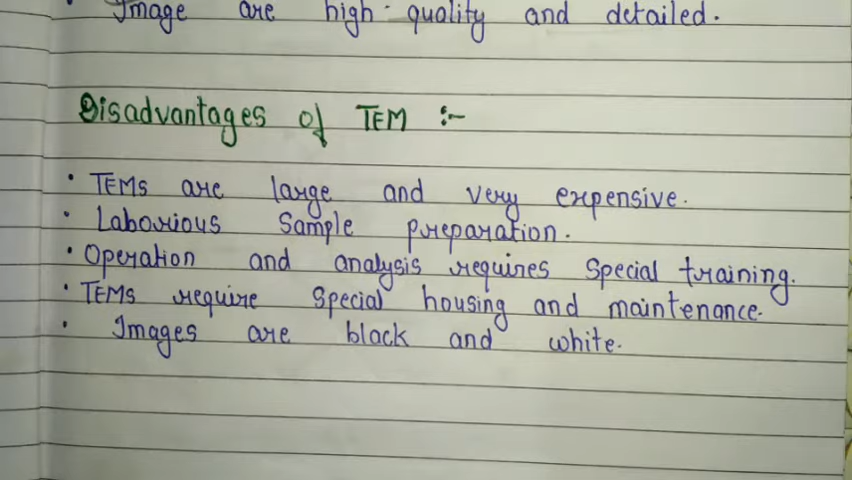 • Image are high quality and detailed.
Disadvantages of TEM :-
• TEMs are large and very expensive.
• Laborious Sample preparation.
• Operation and analysis requires special training.
• TEMs require special housing and maintenance.
• Images are black and white.